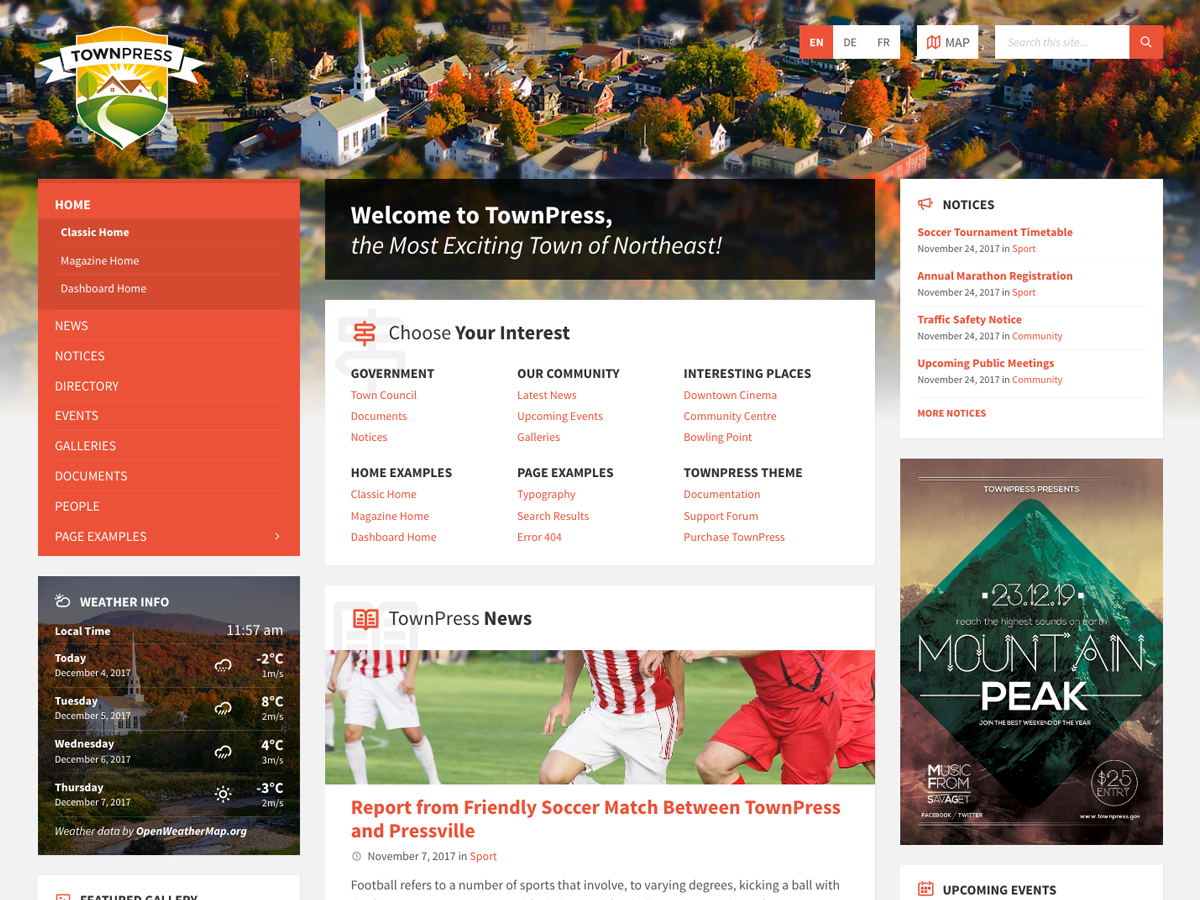 TOWNPRESS
EN DE FR
MAP
Search this site...
HOME
Classic Home
Magazine Home
Dashboard Home
NEWS
NOTICES
DIRECTORY
EVENTS
GALLERIES
DOCUMENTS
PEOPLE
PAGE EXAMPLES
WEATHER INFO
Local Time 11:57 am
Today -2°C
December 4, 2017 1m/s
Tuesday 8°C
December 5, 2017 2m/s
Wednesday 4°C
December 6, 2017 3m/s
Thursday -3°C
December 7, 2017 2m/s
Weather data by OpenWeatherMap.org
FEATURED GALLERY
Welcome to TownPress,
the Most Exciting Town of Northeast!
Choose Your Interest
GOVERNMENT
Town Council
Documents
Notices
OUR COMMUNITY
Latest News
Upcoming Events
Galleries
INTERESTING PLACES
Downtown Cinema
Community Centre
Bowling Point
HOME EXAMPLES
Classic Home
Magazine Home
Dashboard Home
PAGE EXAMPLES
Typography
Search Results
Error 404
TOWNPRESS THEME
Documentation
Support Forum
Purchase TownPress
TownPress News
Report from Friendly Soccer Match Between TownPress
and Pressville
November 7, 2017 in Sport
Football refers to a number of sports that involve, to varying degrees, kicking a ball with
NOTICES
Soccer Tournament Timetable
November 24, 2017 in Sport
Annual Marathon Registration
November 24, 2017 in Sport
Traffic Safety Notice
November 24, 2017 in Community
Upcoming Public Meetings
November 24, 2017 in Community
MORE NOTICES
TOWNPRESS PRESENTS
23.12.19
reach the highest sounds on earth
MOUNTAIN
PEAK
JOIN THE BEST WEEKEND OF THE YEAR
MUSIC
FROM
SAVAGET
FACEBOOK / TWITTER
$25
ENTRY
www.townpress.gov
UPCOMING EVENTS